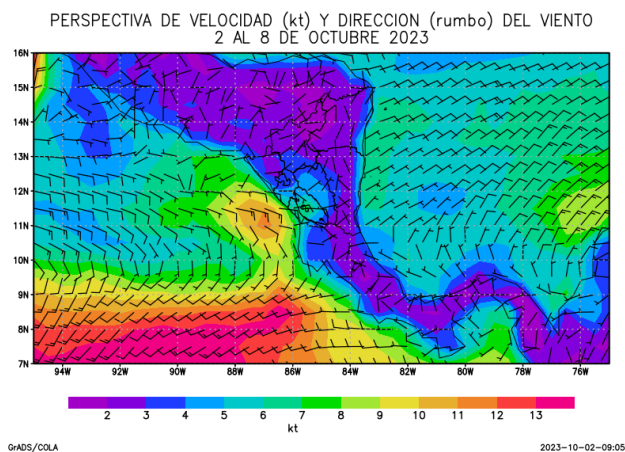 PERSPECTIVA DE VELOCIDAD (kt) Y DIRECCION (rumbo) DEL VIENTO
2 AL 8 DE OCTUBRE 2023
16N
15N
14N
13N
12N
11N
10N
9N
8N
7N
94W 92W 90W 88W 86W 84W 82W 80W 78W 76W
2 3 4 5 6 7 8 9 10 11 12 13
kt
GrADS/COLA 2023-10-02-09:05